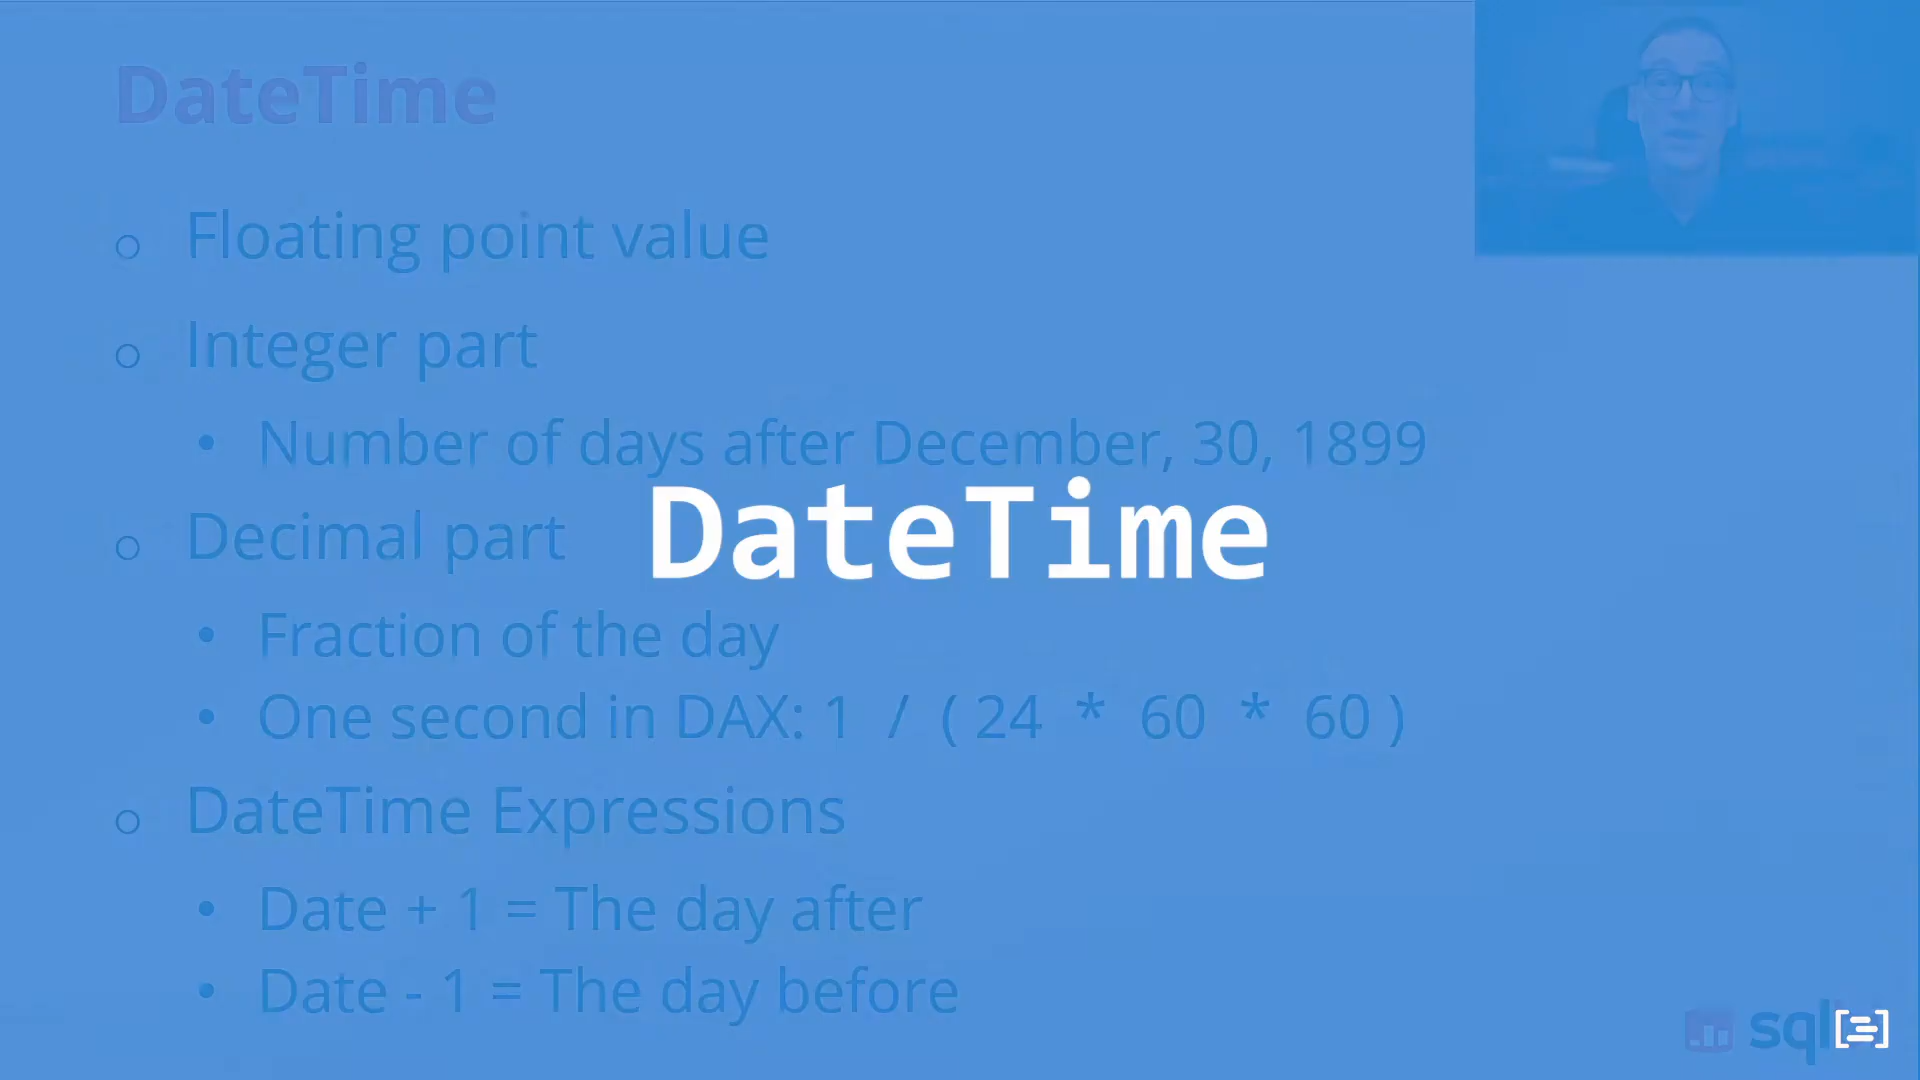 DateTime
Floating point value
Integer part
Number of days after December, 30, 1899
DateTime
Decimal part
Fraction of the day
One second in DAX: 1 / ( 24 * 60 * 60 )
DateTime Expressions
Date + 1 = The day after
Date - 1 = The day before